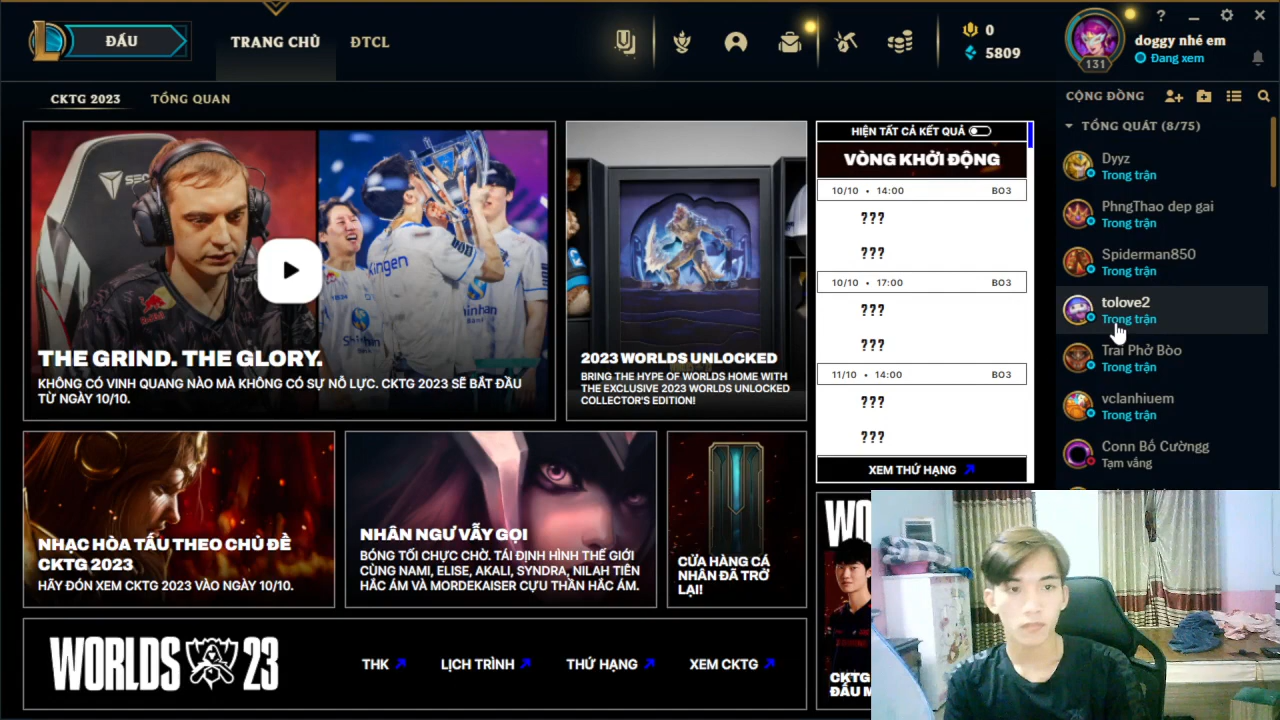 ĐẤU
TRANG CHỦ
ĐTCL
0
5809
?
131
doggy nhé em
Đang xem
CKTG 2023
TỔNG QUAN
CỘNG ĐỒNG
TỔNG QUÁT (8/75)
Dyyz
Trong trận
PhngThao dep gai
Trong trận
Spiderman850
Trong trận
tolove2
Trong trận
Trai Phở Bòo
Trong trận
vclanhiuem
Trong trận
Conn Bố Cườngg
Tạm vắng
Kingen
THE GRIND. THE GLORY.
KHÔNG CÓ VINH QUANG NÀO MÀ KHÔNG CÓ SỰ NỖ LỰC. CKTG 2023 SẼ BẮT ĐẦU
TỪ NGÀY 10/10.
2023 WORLDS UNLOCKED
BRING THE HYPE OF WORLDS HOME WITH
THE EXCLUSIVE 2023 WORLDS UNLOCKED
COLLECTOR'S EDITION!
HIỆN TẤT CẢ KẾT QUẢ
VÒNG KHỞI ĐỘNG
10/10 • 14:00 BO3
???
???
10/10 • 17:00 BO3
???
???
11/10 • 14:00 BO3
???
???
XEM THỨ HẠNG
NHẠC HÒA TẤU THEO CHỦ ĐỀ
CKTG 2023
HÃY ĐÓN XEM CKTG 2023 VÀO NGÀY 10/10.
NHÂN NGƯ VẪY GỌI
BÓNG TỐI CHỰC CHỜ. TÁI ĐỊNH HÌNH THẾ GIỚI
CÙNG NAMI, ELISE, AKALI, SYNDRA, NILAH TIÊN
HẮC ÁM VÀ MORDEKAISER CỰU THẦN HẮC ÁM.
CỬA HÀNG CÁ
NHÂN ĐÃ TRỞ
LẠI!
WORLDS 23
THK
LỊCH TRÌNH
THỨ HẠNG
XEM CKTG
WO
CKTG
ĐẤU